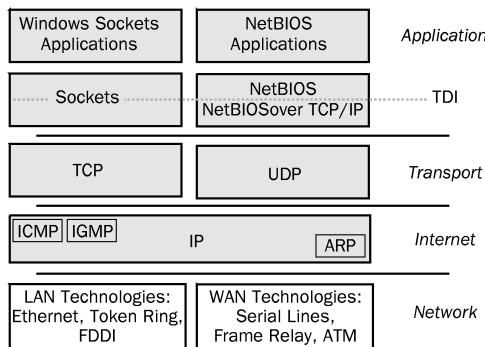 Windows Sockets
Applications
NetBIOS
Applications
Application
Sockets
NetBIOS
NetBIOSover TCP/IP
TDI
TCP
UDP
Transport
ICMP
IGMP
IP
ARP
Internet
LAN Technologies:
Ethernet, Token Ring,
FDDI
WAN Technologies:
Serial Lines,
Frame Relay, ATM
Network